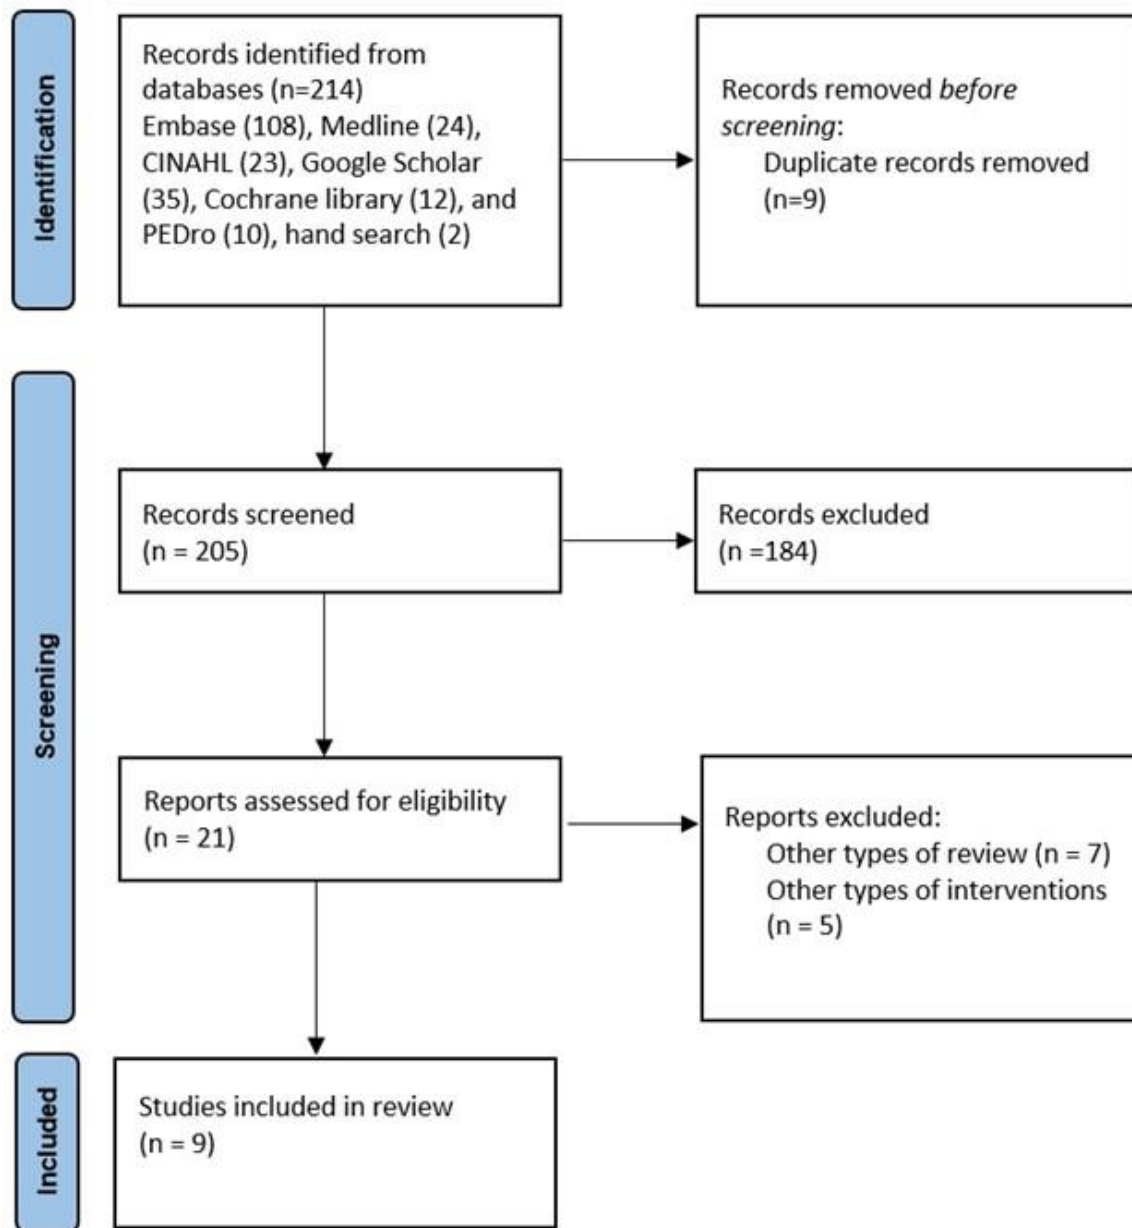 Identification
Records identified from
databases (n=214)
Embase (108), Medline (24),
CINAHL (23), Google Scholar
(35), Cochrane library (12), and
PEDro (10), hand search (2)
Records removed before
screening:
Duplicate records removed
(n=9)
Screening
Records screened
(n = 205)
Records excluded
(n =184)
Reports assessed for eligibility
(n = 21)
Reports excluded:
Other types of review (n = 7)
Other types of interventions
(n = 5)
Included
Studies included in review
(n = 9)